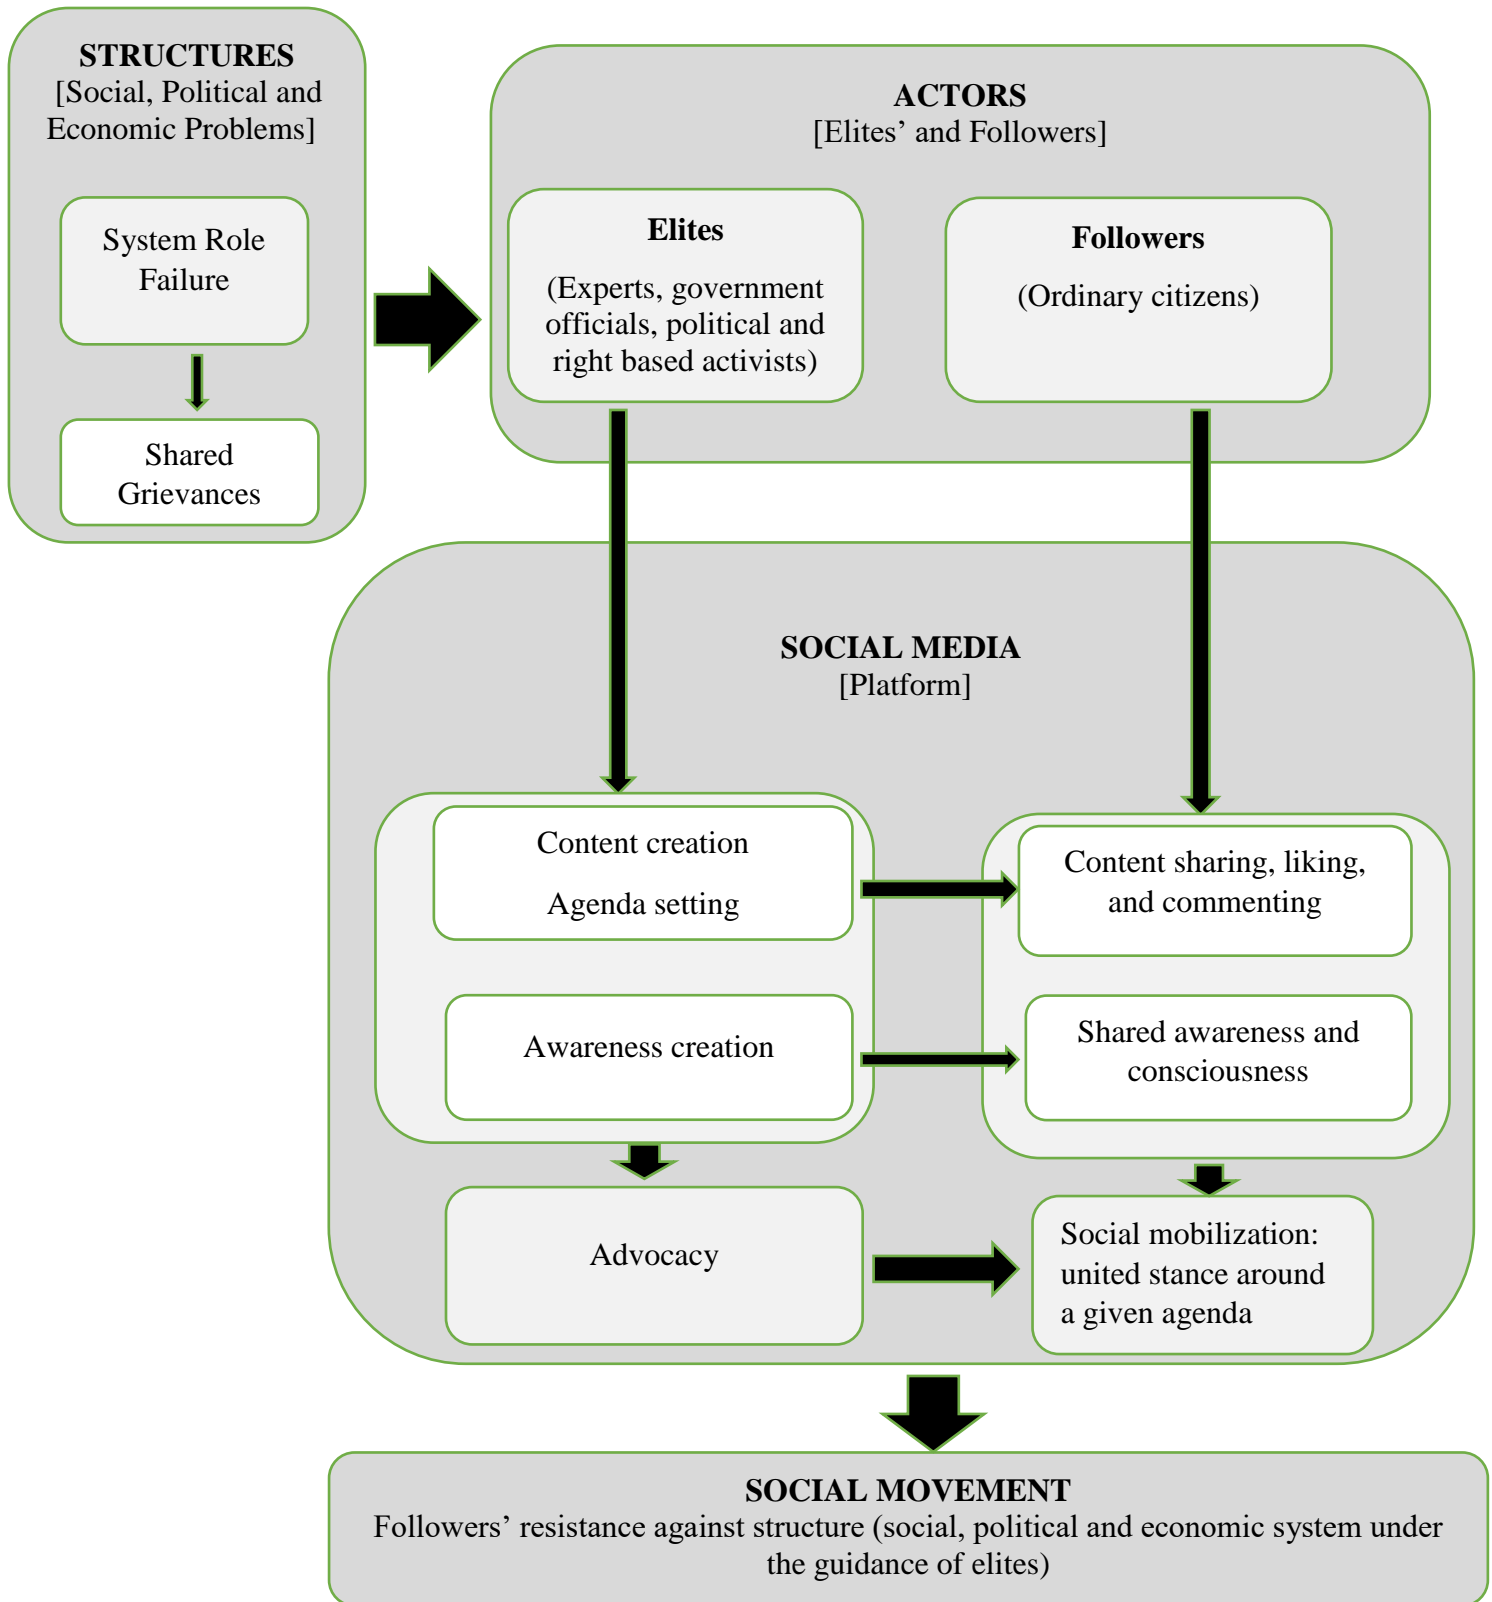 STRUCTURES
[Social, Political and
Economic Problems]
System Role
Failure
Shared
Grievances
ACTORS
[Elites’ and Followers]
Elites
(Experts, government
officials, political and
right based activists)
Followers
(Ordinary citizens)
SOCIAL MEDIA
[Platform]
Content creation
Agenda setting
Content sharing, liking,
and commenting
Awareness creation
Shared awareness and
consciousness
Advocacy
Social mobilization:
united stance around
a given agenda
SOCIAL MOVEMENT
Followers’ resistance against structure (social, political and economic system under
the guidance of elites)